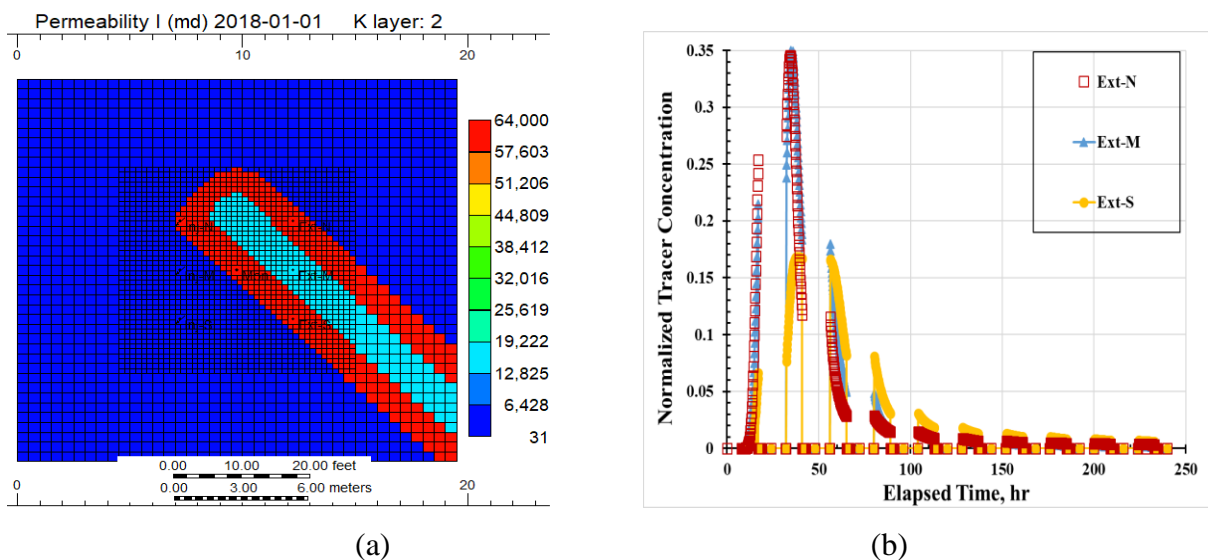 Permeability I (md) 2018-01-01 K layer: 2
0 10 20
64,000
57,603
51,206
44,809
38,412
32,016
25,619
19,222
12,825
6,428
31
0.00 10.00 20.00 feet
0.00 3.00 6.00 meters
0 20
(a)
0.35
0.3
0.25
0.2
0.15
0.1
0.05
0
Normalized Tracer Concentration
Ext-N
Ext-M
Ext-S
0 50 100 150 200 250
Elapsed Time, hr
(b)